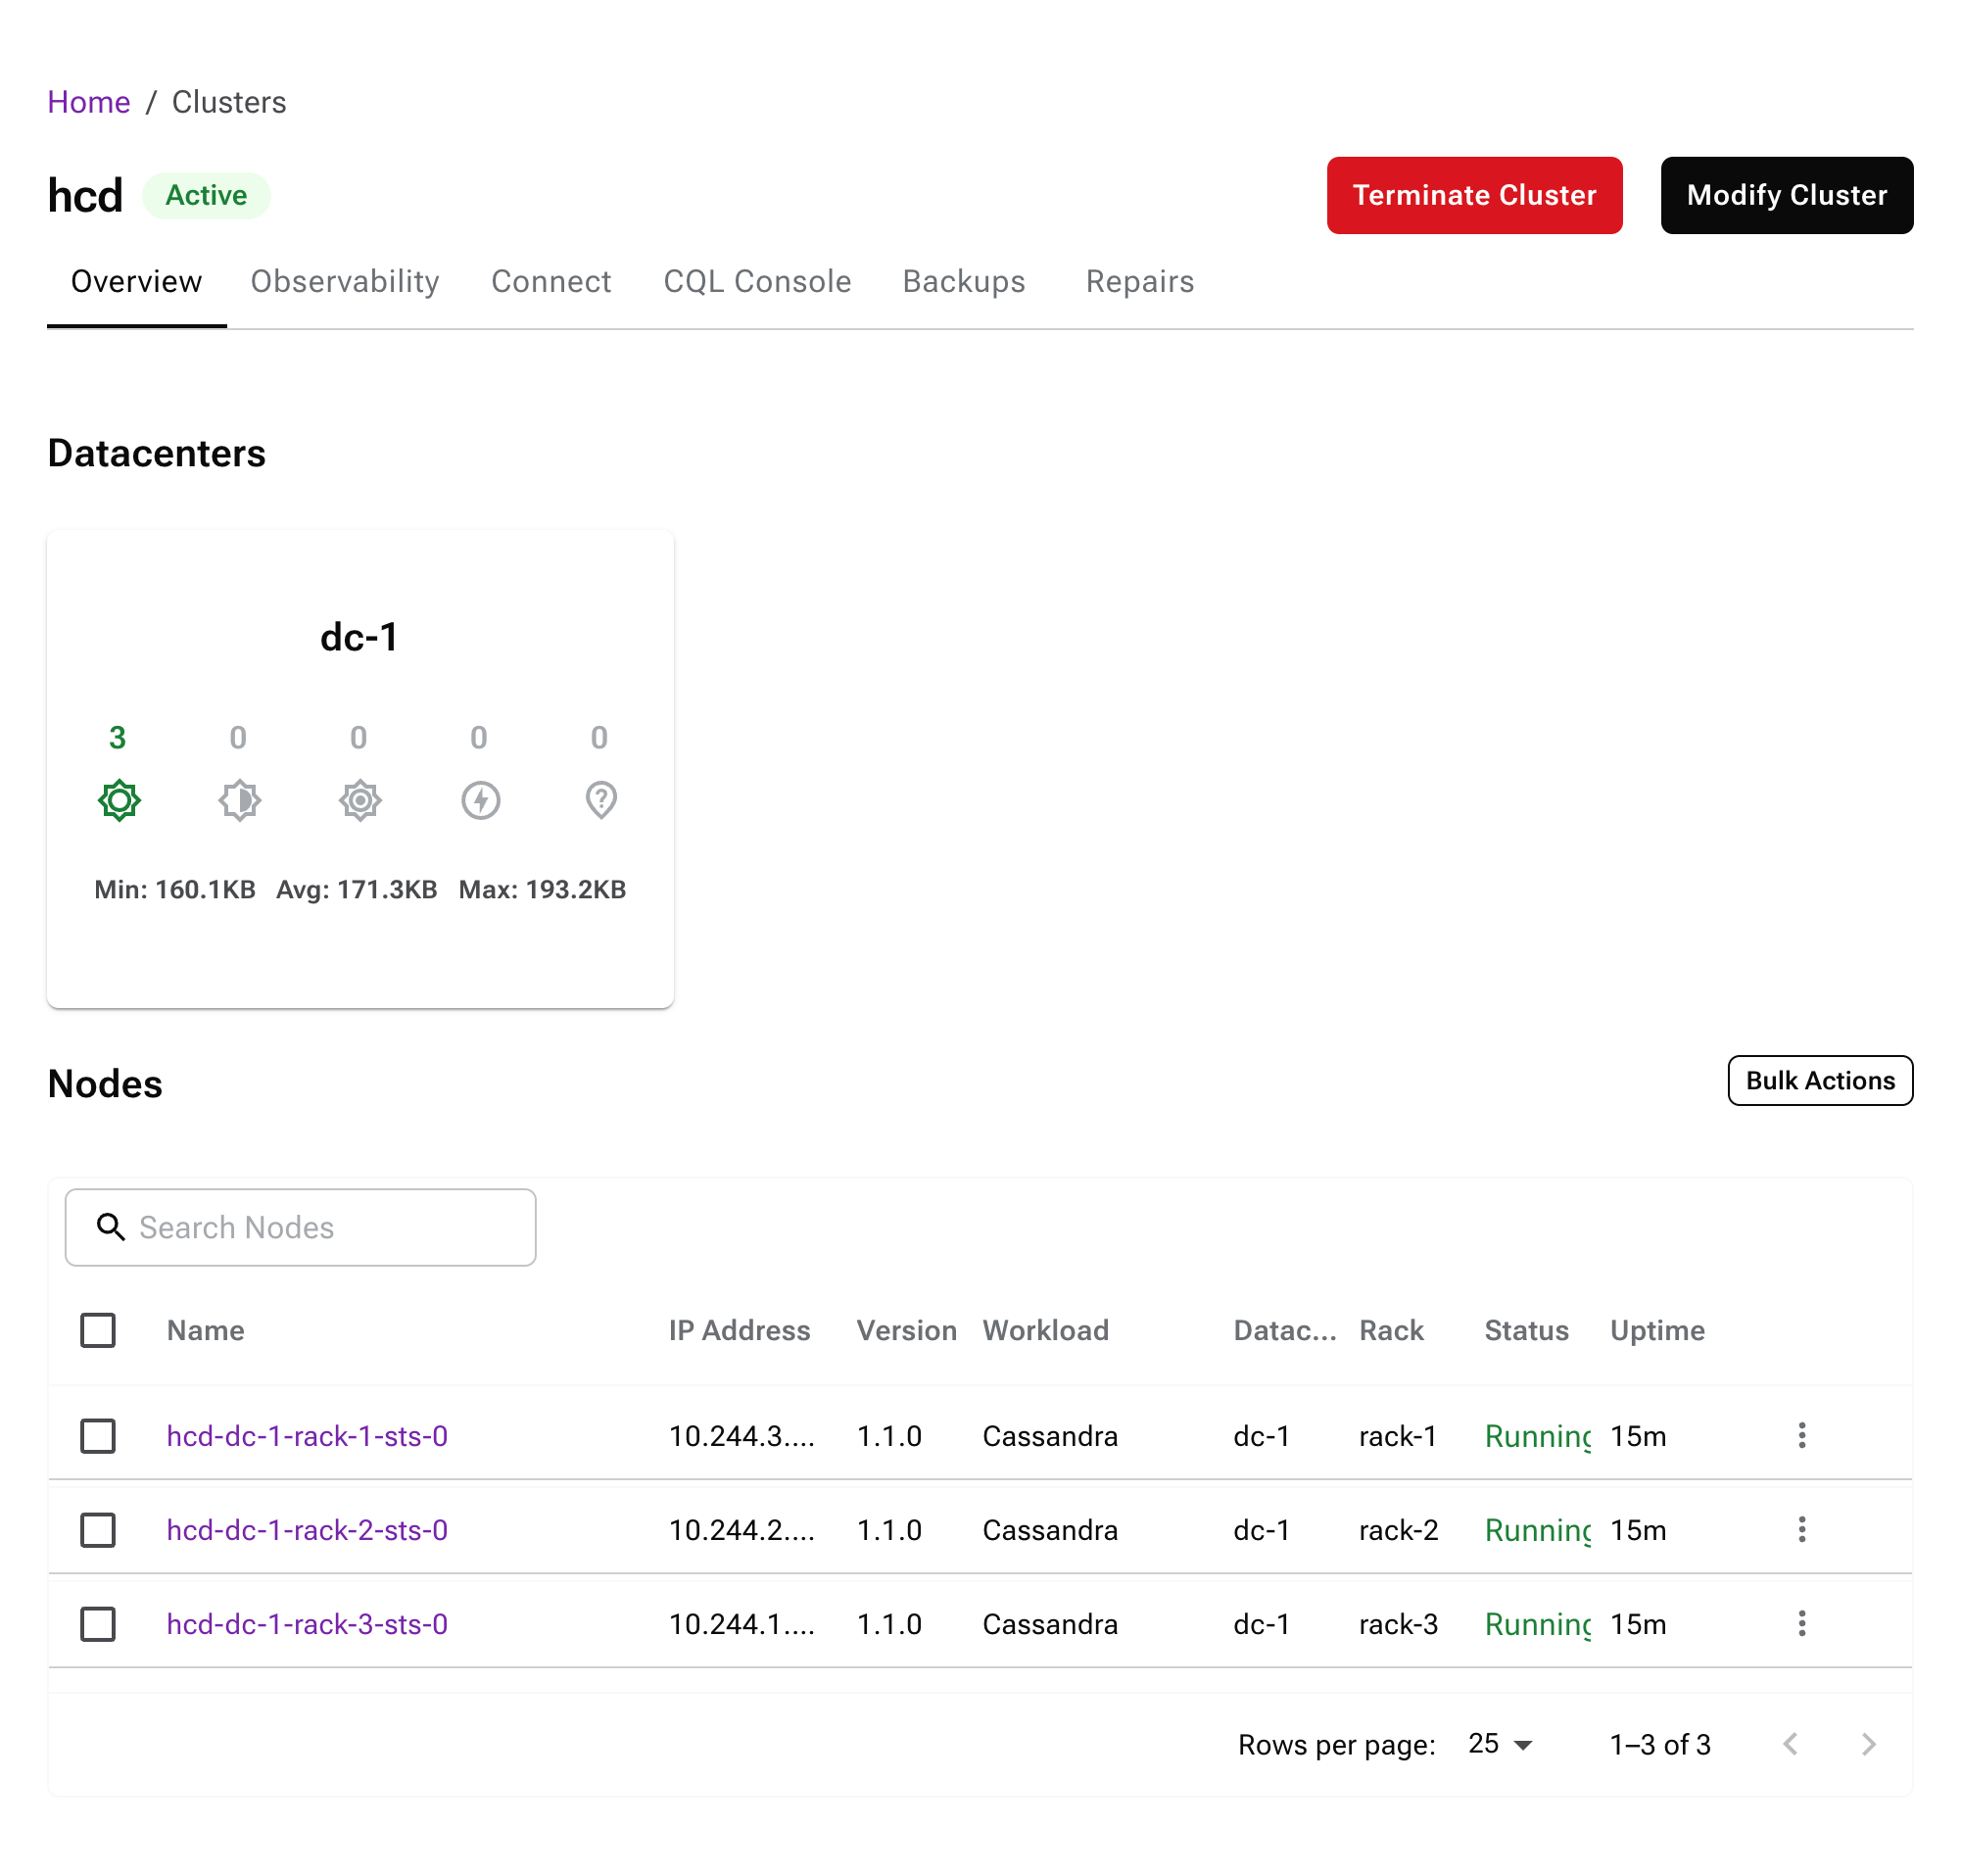 Home / Clusters
hcd Active Terminate Cluster Modify Cluster
Overview Observability Connect CQL Console Backups Repairs
Datacenters
dc-1
3 0 0 0 0
Min: 160.1KB Avg: 171.3KB Max: 193.2KB
Nodes Bulk Actions
Search Nodes
Name IP Address Version Workload Datac... Rack Status Uptime
hcd-dc-1-rack-1-sts-0 10.244.3.... 1.1.0 Cassandra dc-1 rack-1 Running 15m
hcd-dc-1-rack-2-sts-0 10.244.2.... 1.1.0 Cassandra dc-1 rack-2 Running 15m
hcd-dc-1-rack-3-sts-0 10.244.1.... 1.1.0 Cassandra dc-1 rack-3 Running 15m
Rows per page: 25 1–3 of 3